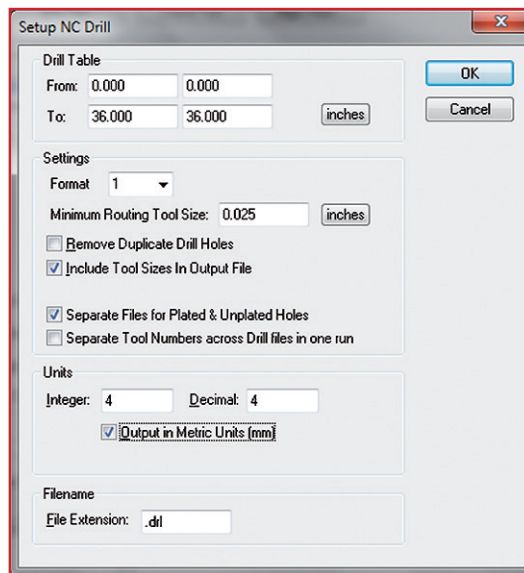 Setup NC Drill
Drill Table
From: 0.000 0.000
To: 36.000 36.000 inches
OK
Cancel
Settings
Format 1
Minimum Routing Tool Size: 0.025 inches
Remove Duplicate Drill Holes
Include Tool Sizes In Output File
Separate Files for Plated & Unplated Holes
Separate Tool Numbers across Drill files in one run
Units
Integer: 4 Decimal: 4
Output in Metric Units (mm)
Filename
File Extension: .drl